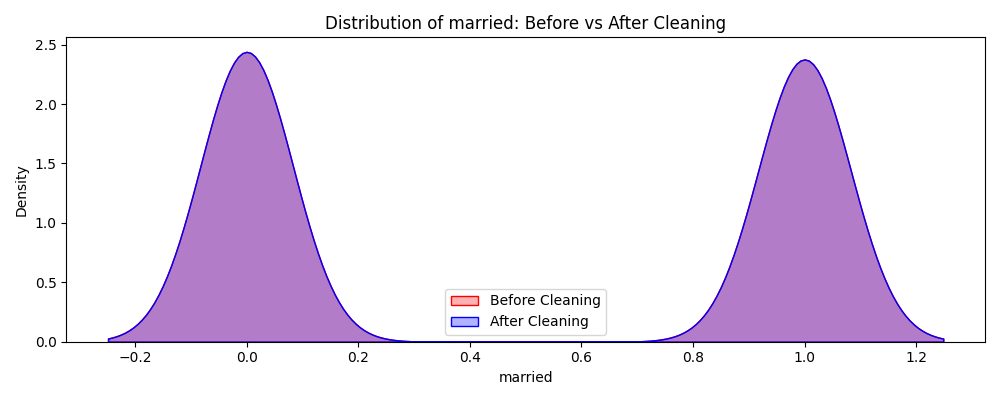 Distribution of married: Before vs After Cleaning
2.5
2.0
1.5
1.0
0.5
0.0
Density
Before Cleaning
After Cleaning
−0.2 0.0 0.2 0.4 0.6 0.8 1.0 1.2
married